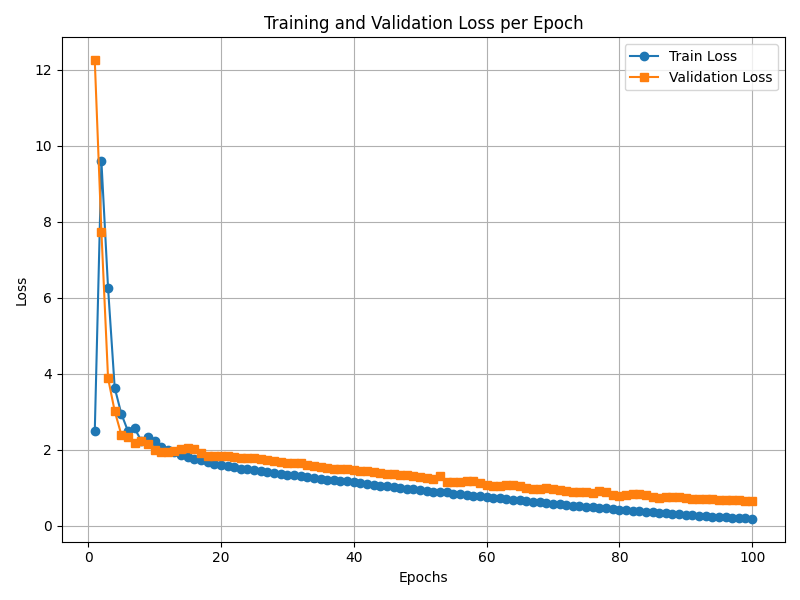 Training and Validation Loss per Epoch
Train Loss
Validation Loss
12
10
8
6
4
2
0
Loss
0 20 40 60 80 100
Epochs